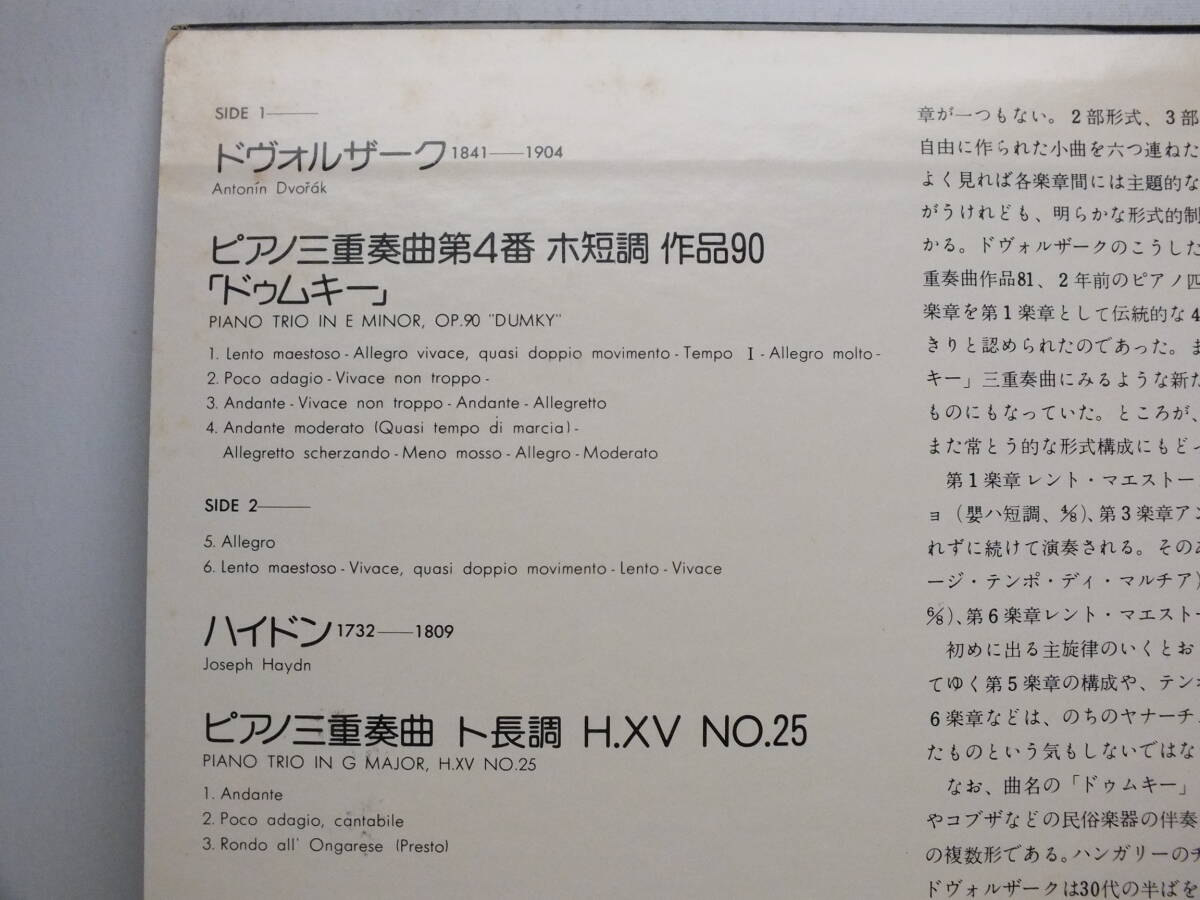 SIDE 1
ドヴォルザーク 1841——1904
Antonín Dvořák
ピアノ三重奏曲第4番 ホ短調 作品90
「ドゥムキー」
PIANO TRIO IN E MINOR, OP.90 "DUMKY"
1. Lento maestoso - Allegro vivace, quasi doppio movimento - Tempo I - Allegro molto -
2. Poco adagio - Vivace non troppo -
3. Andante - Vivace non troppo - Andante - Allegretto
4. Andante moderato (Quasi tempo di marcia) -
Allegretto scherzando - Meno mosso - Allegro - Moderato
SIDE 2
5. Allegro
6. Lento maestoso - Vivace, quasi doppio movimento - Lento - Vivace
ハイドン 1732——1809
Joseph Haydn
ピアノ三重奏曲 ト長調 H.XV NO.25
PIANO TRIO IN G MAJOR, H.XV NO.25
1. Andante
2. Poco adagio, cantabile
3. Rondo all' Ongarese (Presto)
章が一つもない。2部形式、3部
自由に作られた小曲を六つ連ねた
よく見れば各楽章間には主題的な
がうけれども、明らかな形式的制
かる。ドヴォルザークのこうした
重奏曲作品81、2年前のピアノ四
楽章を第1楽章として伝統的な4
きりと認められたのであった。ま
キー」三重奏曲にみるような新た
ものにもなっていた。ところが、
また常とう的な形式構成にもどっ
第1楽章レント・マエストー
ョ（嬰ハ短調、4/8）、第3楽章アン
れずに続けて演奏される。そのあ
ージ・テンポ・ディ・マルチア）
6/8）、第6楽章レント・マエストー
初めに出る主旋律のいくとお
てゆく第5楽章の構成や、テンポ
6楽章などは、のちのヤナーチェ
たものという気もしないではな
なお、曲名の「ドゥムキー」
やコブザなどの民俗楽器の伴奏
の複数形である。ハンガリーのチ
ドヴォルザークは30代の半ばを